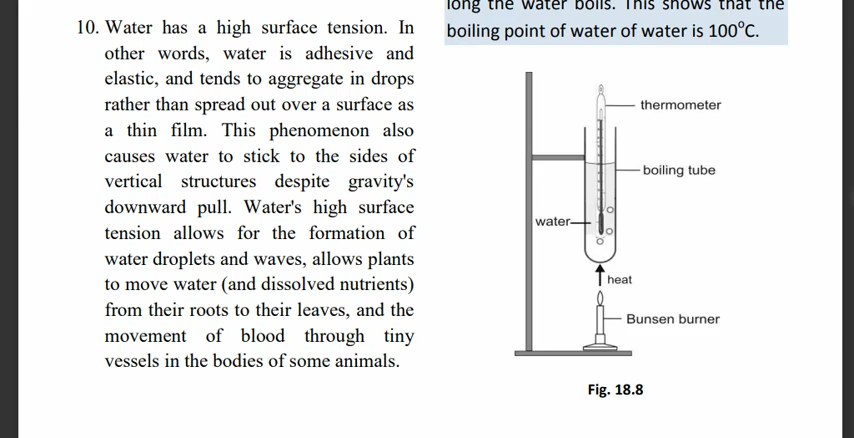 10. Water has a high surface tension. In
other words, water is adhesive and
elastic, and tends to aggregate in drops
rather than spread out over a surface as
a thin film. This phenomenon also
causes water to stick to the sides of
vertical structures despite gravity's
downward pull. Water's high surface
tension allows for the formation of
water droplets and waves, allows plants
to move water (and dissolved nutrients)
from their roots to their leaves, and the
movement of blood through tiny
vessels in the bodies of some animals.
long the water boils. This shows that the
boiling point of water of water is 100°C.
thermometer
boiling tube
water
heat
Bunsen burner
Fig. 18.8